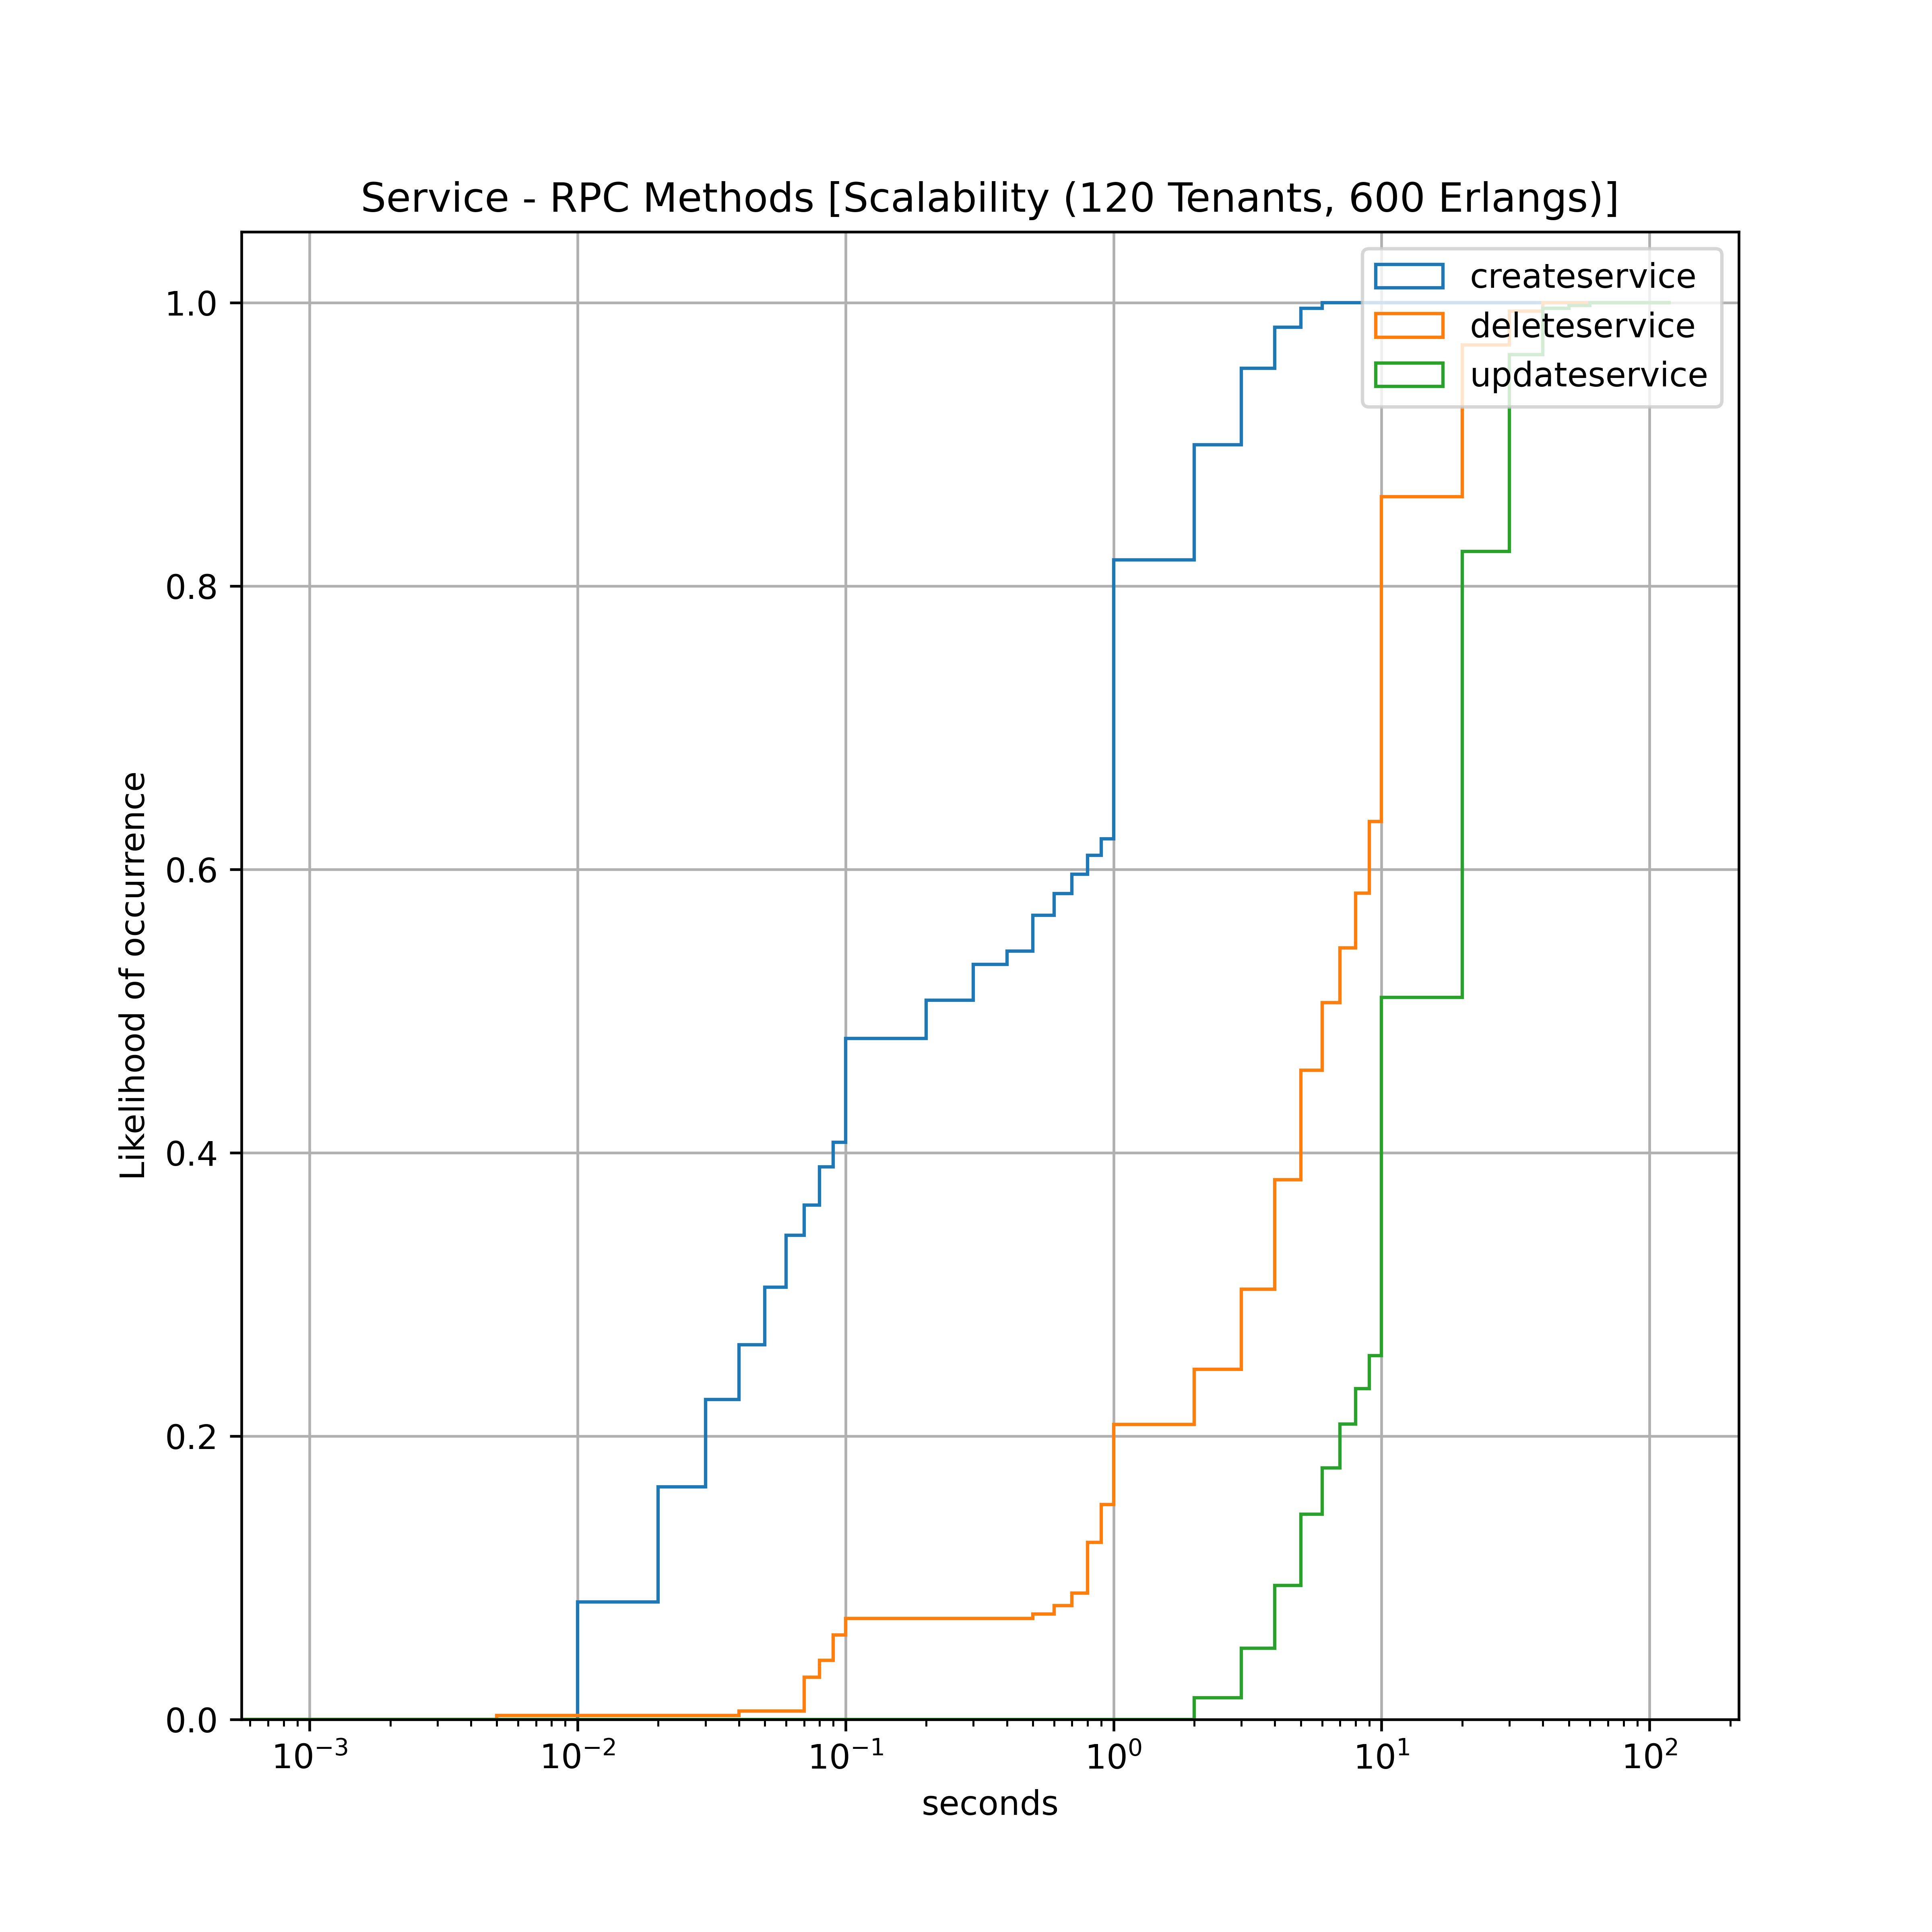 Service - RPC Methods [Scalability (120 Tenants, 600 Erlangs)]
createservice
deleteservice
updateservice
1.0
0.8
0.6
0.4
0.2
0.0
Likelihood of occurrence
10⁻³ 10⁻² 10⁻¹ 10⁰ 10¹ 10²
seconds